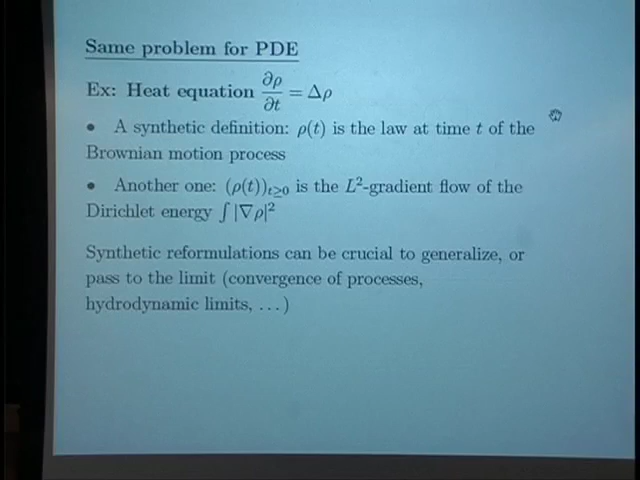 Same problem for PDE
Ex: Heat equation ∂ρ/∂t = Δρ
• A synthetic definition: ρ(t) is the law at time t of the
Brownian motion process
• Another one: (ρ(t))t≥0 is the L²-gradient flow of the
Dirichlet energy ∫ |∇ρ|²
Synthetic reformulations can be crucial to generalize, or
pass to the limit (convergence of processes,
hydrodynamic limits, ...)